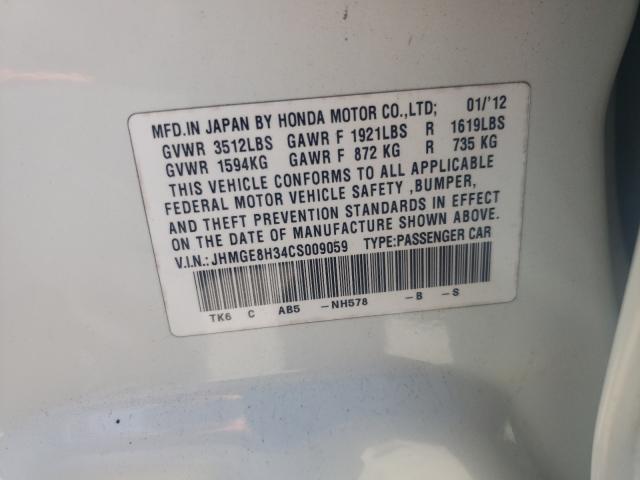 MFD.IN JAPAN BY HONDA MOTOR CO.,LTD; 01/'12
GVWR 3512LBS GAWR F 1921LBS R 1619LBS
GVWR 1594KG GAWR F 872 KG R 735 KG
THIS VEHICLE CONFORMS TO ALL APPLICABLE
FEDERAL MOTOR VEHICLE SAFETY ,BUMPER,
AND THEFT PREVENTION STANDARDS IN EFFECT
ON THE DATE OF MANUFACTURE SHOWN ABOVE.
V.I.N.: JHMGE8H34CS009059 TYPE:PASSENGER CAR
TK6 C AB5 -NH578 -B -S